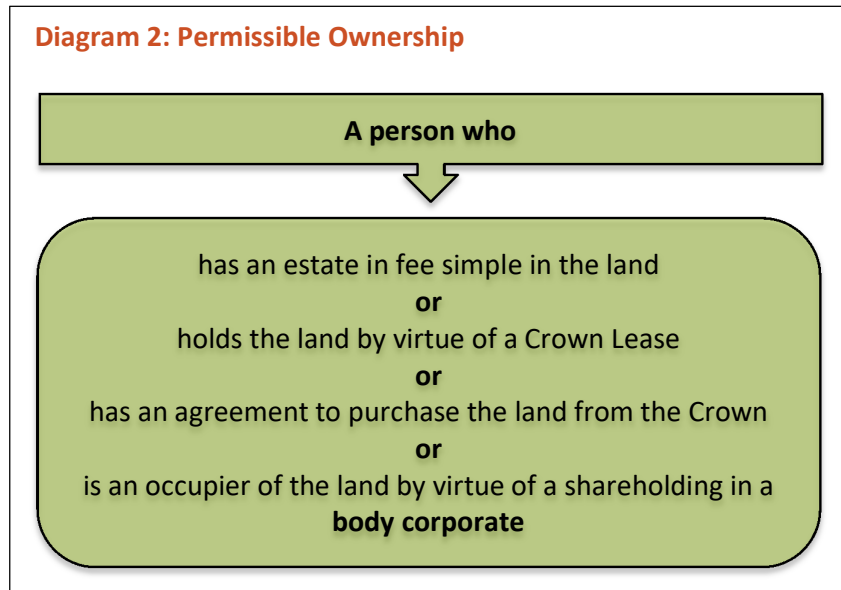 Diagram 2: Permissible Ownership
A person who
has an estate in fee simple in the land
or
holds the land by virtue of a Crown Lease
or
has an agreement to purchase the land from the Crown
or
is an occupier of the land by virtue of a shareholding in a
body corporate